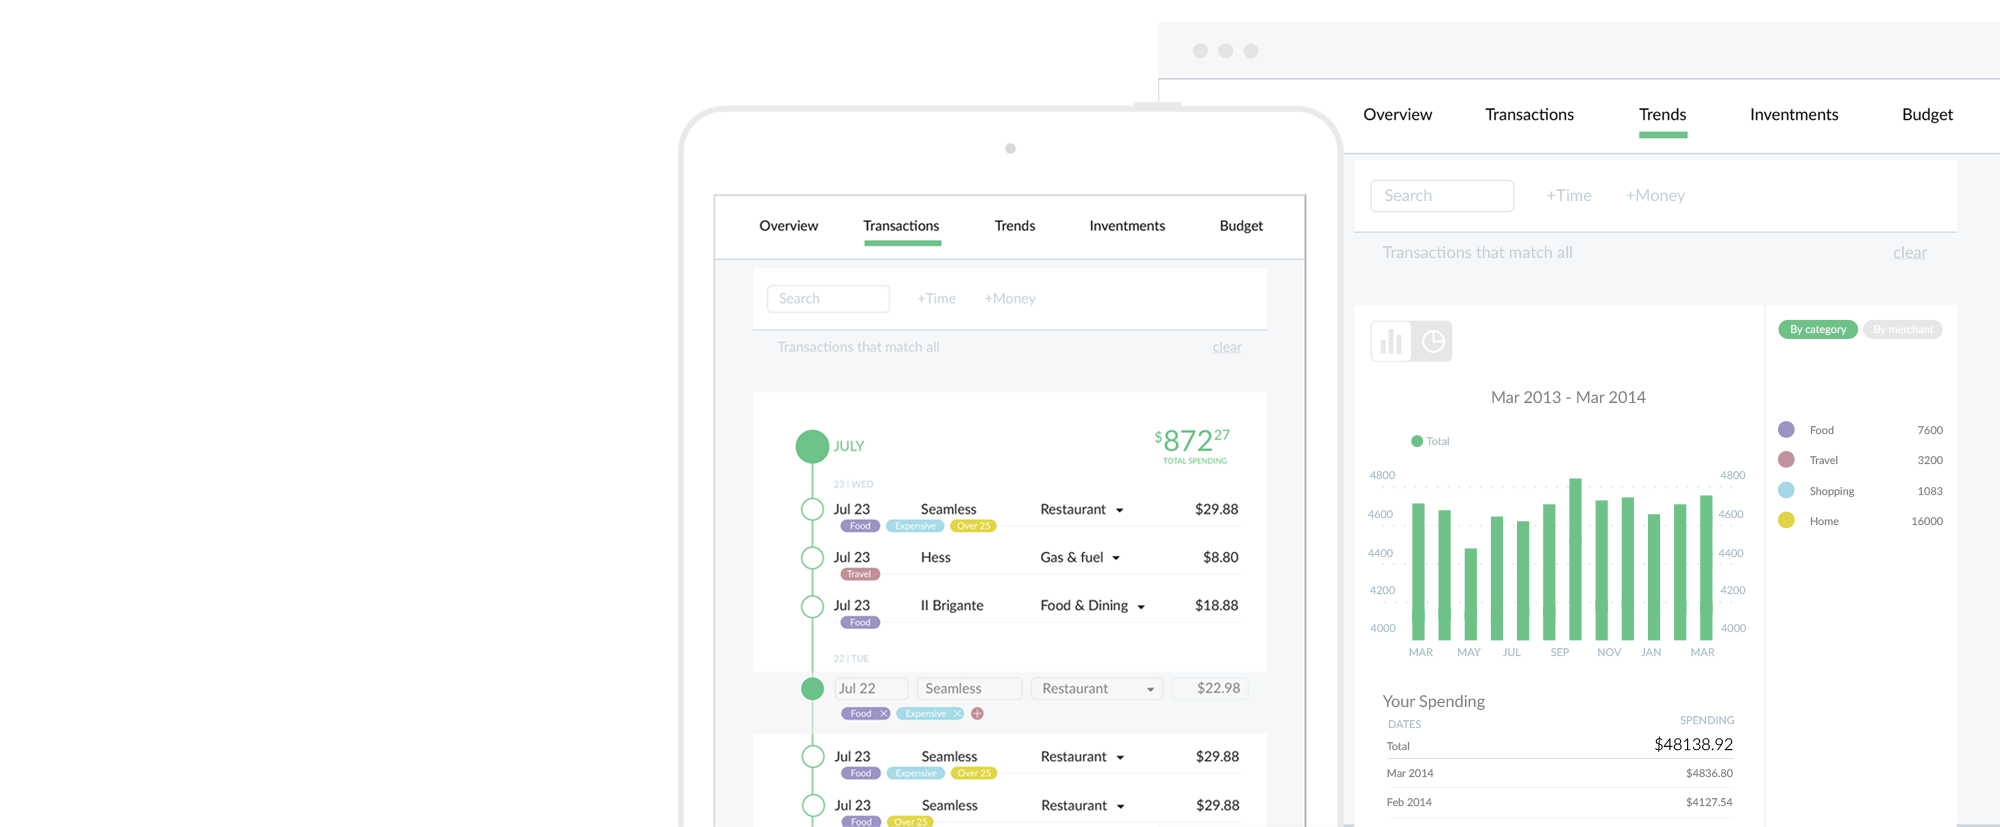 Overview Transactions Trends Inventments Budget
Search +Time +Money
Transactions that match all clear
By category By merchant
Mar 2013 - Mar 2014
Total
4800 4800
4600 4600
4400 4400
4200 4200
4000 4000
MAR MAY JUL SEP NOV JAN MAR
Food 7600
Travel 3200
Shopping 1083
Home 16000
Your Spending
DATES SPENDING
Total $48138.92
Mar 2014 $4836.80
Feb 2014 $4127.54
Overview Transactions Trends Inventments Budget
Search +Time +Money
Transactions that match all clear
JULY $872 27
TOTAL SPENDING
23 | WED
Jul 23 Seamless Restaurant $29.88
Food Expensive Over 25
Jul 23 Hess Gas & fuel $8.80
Travel
Jul 23 II Brigante Food & Dining $18.88
Food
22 | TUE
Jul 22 Seamless Restaurant $22.98
Food × Expensive × +
Jul 23 Seamless Restaurant $29.88
Food Expensive Over 25
Jul 23 Seamless Restaurant $29.88
Food Over 25